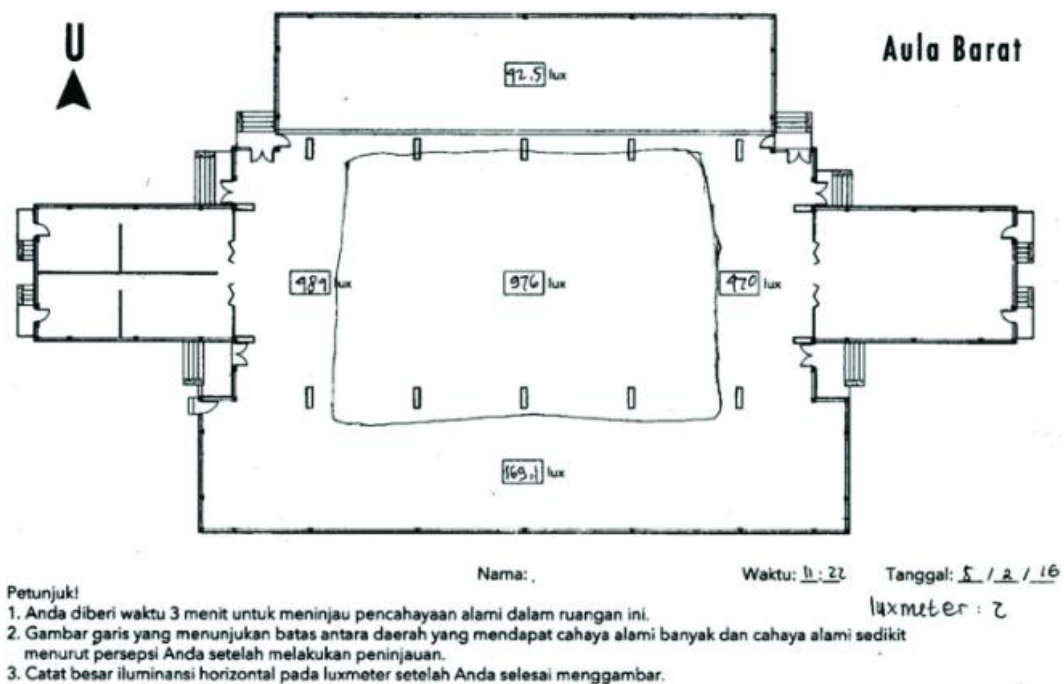 U
Aula Barat
92.5 lux
489 lux
976 lux
470 lux
169,1 lux
Nama:
Waktu: 11:22
Tanggal: 5 / 2 / 16
luxmeter : 2
Petunjuk!
1. Anda diberi waktu 3 menit untuk meninjau pencahayaan alami dalam ruangan ini.
2. Gambar garis yang menunjukan batas antara daerah yang mendapat cahaya alami banyak dan cahaya alami sedikit
menurut persepsi Anda setelah melakukan peninjauan.
3. Catat besar iluminansi horizontal pada luxmeter setelah Anda selesai menggambar.